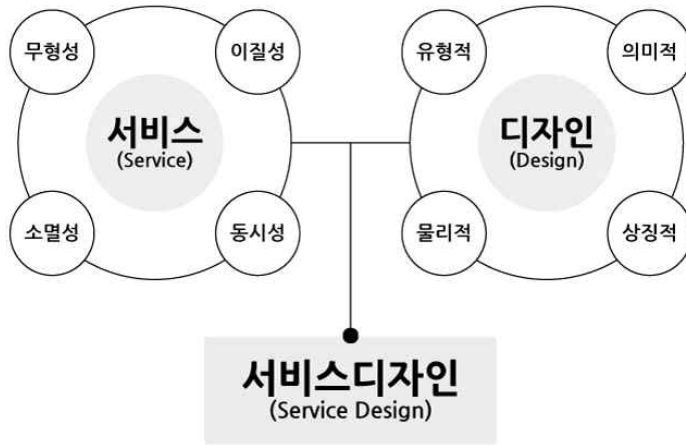 무형성
이질성
서비스
(Service)
소멸성
동시성
유형적
의미적
디자인
(Design)
물리적
상징적
서비스디자인
(Service Design)